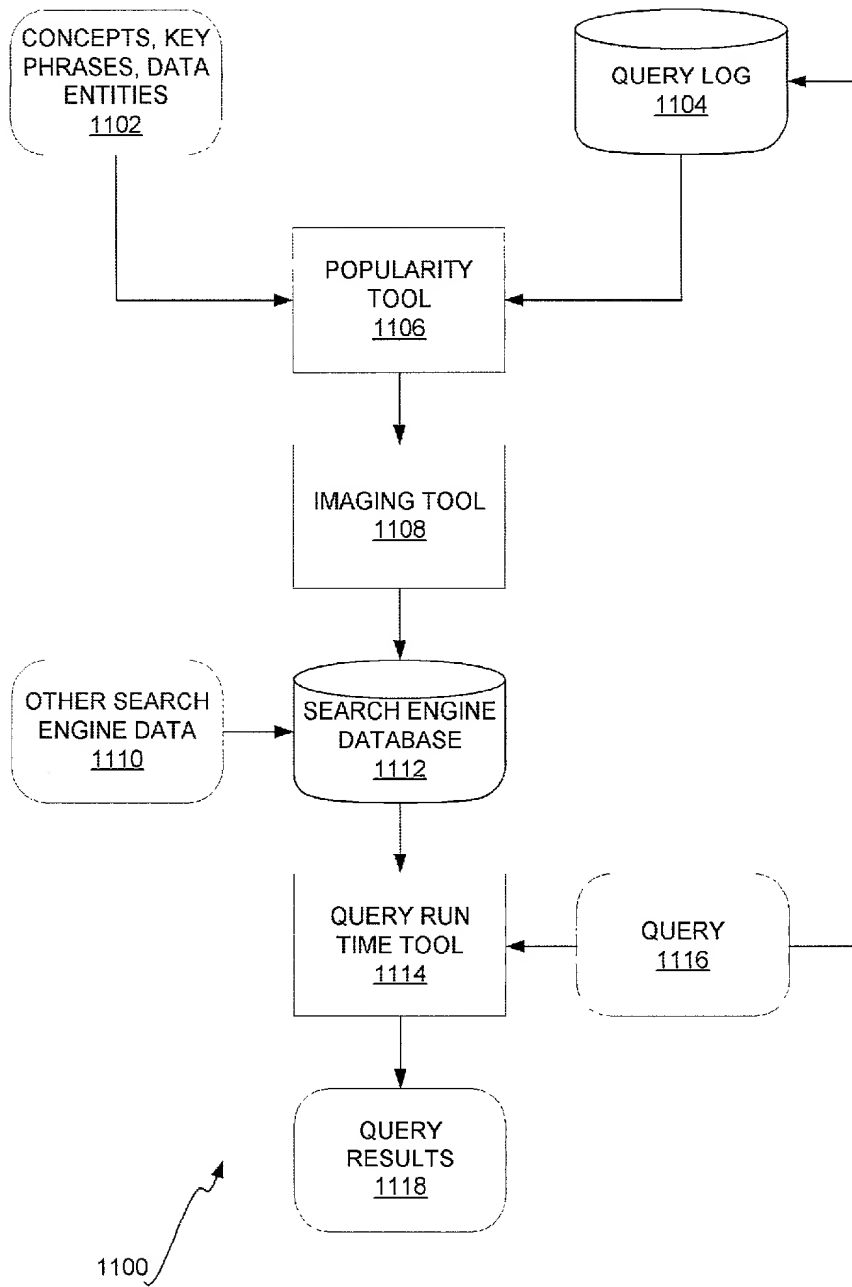 CONCEPTS, KEY
PHRASES, DATA
ENTITIES
1102
QUERY LOG
1104
POPULARITY
TOOL
1106
IMAGING TOOL
1108
OTHER SEARCH
ENGINE DATA
1110
SEARCH ENGINE
DATABASE
1112
QUERY RUN
TIME TOOL
1114
QUERY
1116
QUERY
RESULTS
1118
1100